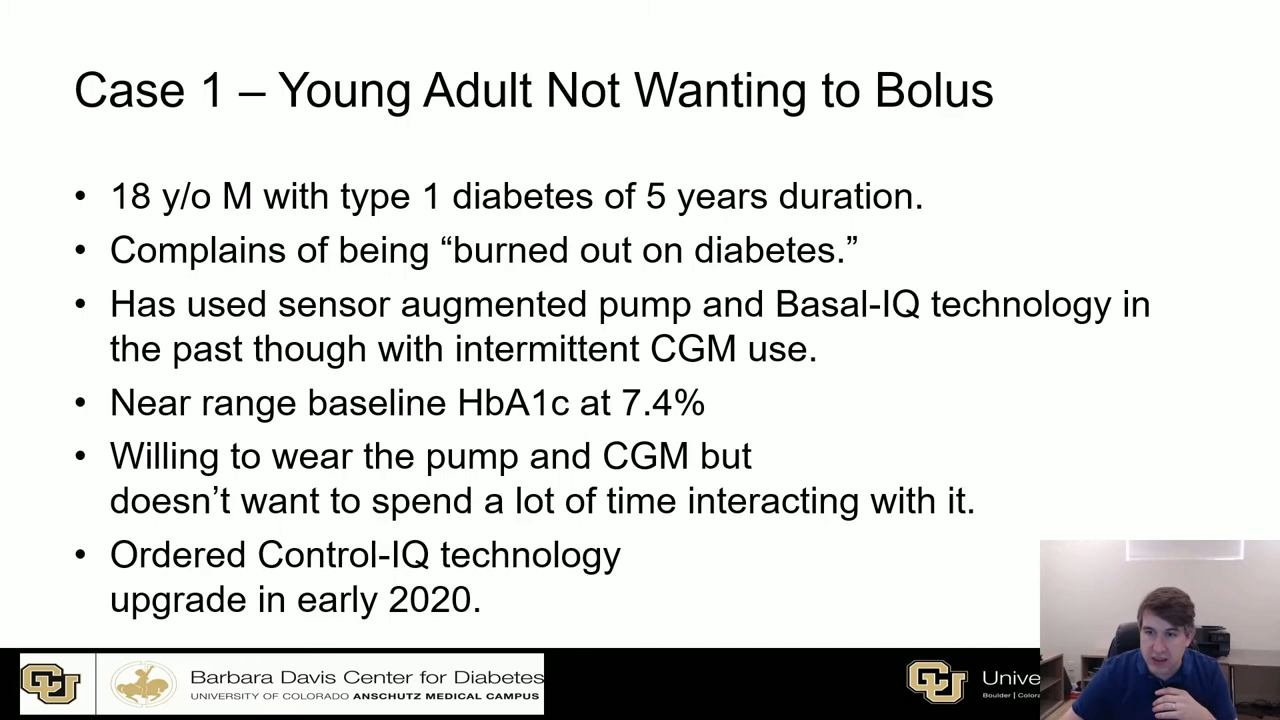 Case 1 – Young Adult Not Wanting to Bolus
• 18 y/o M with type 1 diabetes of 5 years duration.
• Complains of being “burned out on diabetes.”
• Has used sensor augmented pump and Basal-IQ technology in
the past though with intermittent CGM use.
• Near range baseline HbA1c at 7.4%
• Willing to wear the pump and CGM but
doesn’t want to spend a lot of time interacting with it.
• Ordered Control-IQ technology
upgrade in early 2020.
CU
Barbara Davis Center for Diabetes
UNIVERSITY OF COLORADO ANSCHUTZ MEDICAL CAMPUS
CU
Unive
Boulder | Colora